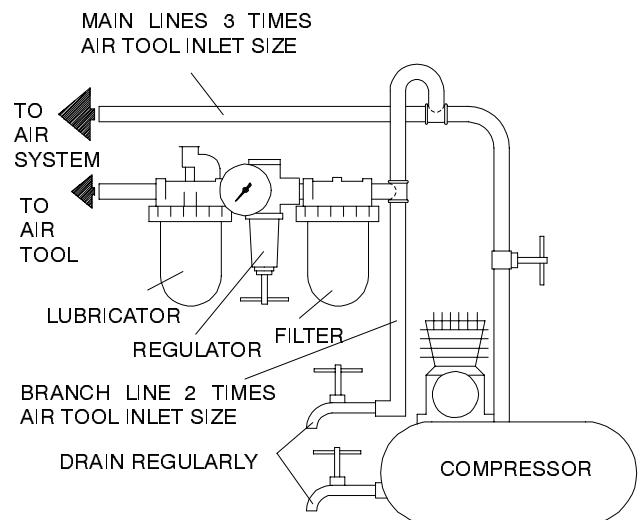 MAIN LINES 3 TIMES
AIR TOOL INLET SIZE
TO
AIR
SYSTEM
TO
AIR
TOOL
LUBRICATOR
REGULATOR
FILTER
BRANCH LINE 2 TIMES
AIR TOOL INLET SIZE
DRAIN REGULARLY
COMPRESSOR